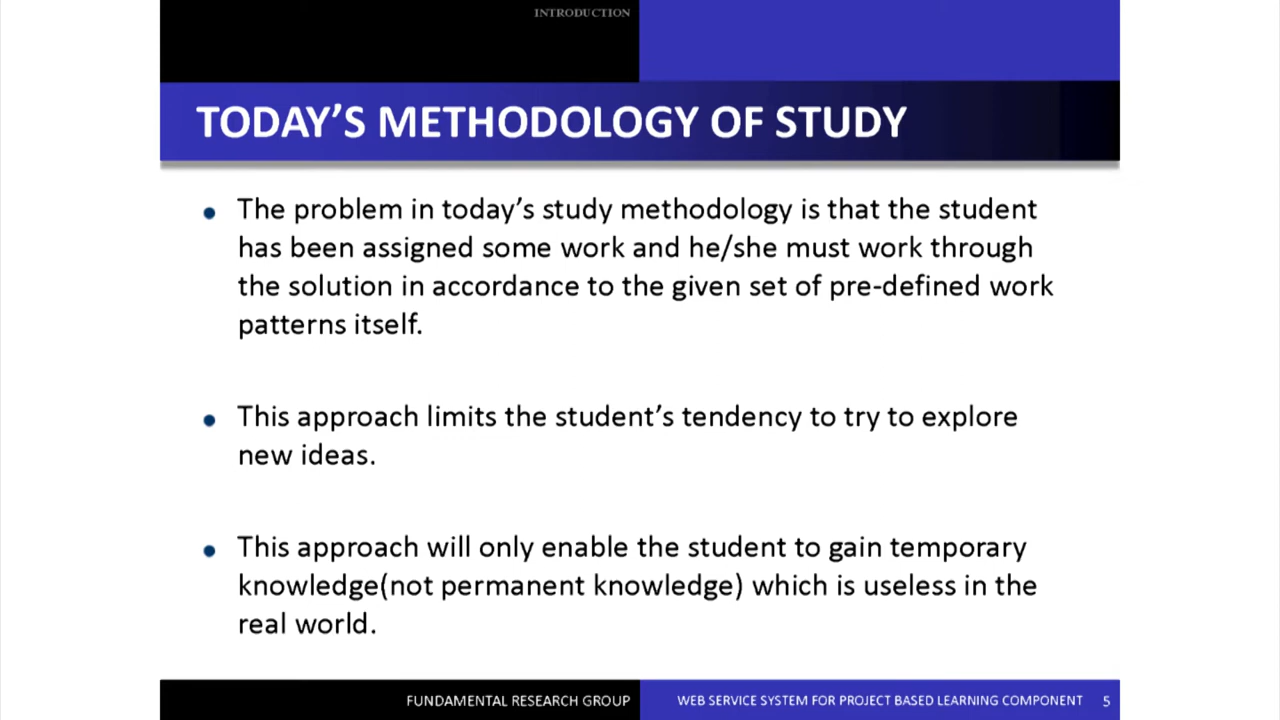 INTRODUCTION
TODAY’S METHODOLOGY OF STUDY
• The problem in today’s study methodology is that the student
has been assigned some work and he/she must work through
the solution in accordance to the given set of pre-defined work
patterns itself.
• This approach limits the student’s tendency to try to explore
new ideas.
• This approach will only enable the student to gain temporary
knowledge(not permanent knowledge) which is useless in the
real world.
FUNDAMENTAL RESEARCH GROUP
WEB SERVICE SYSTEM FOR PROJECT BASED LEARNING COMPONENT 5